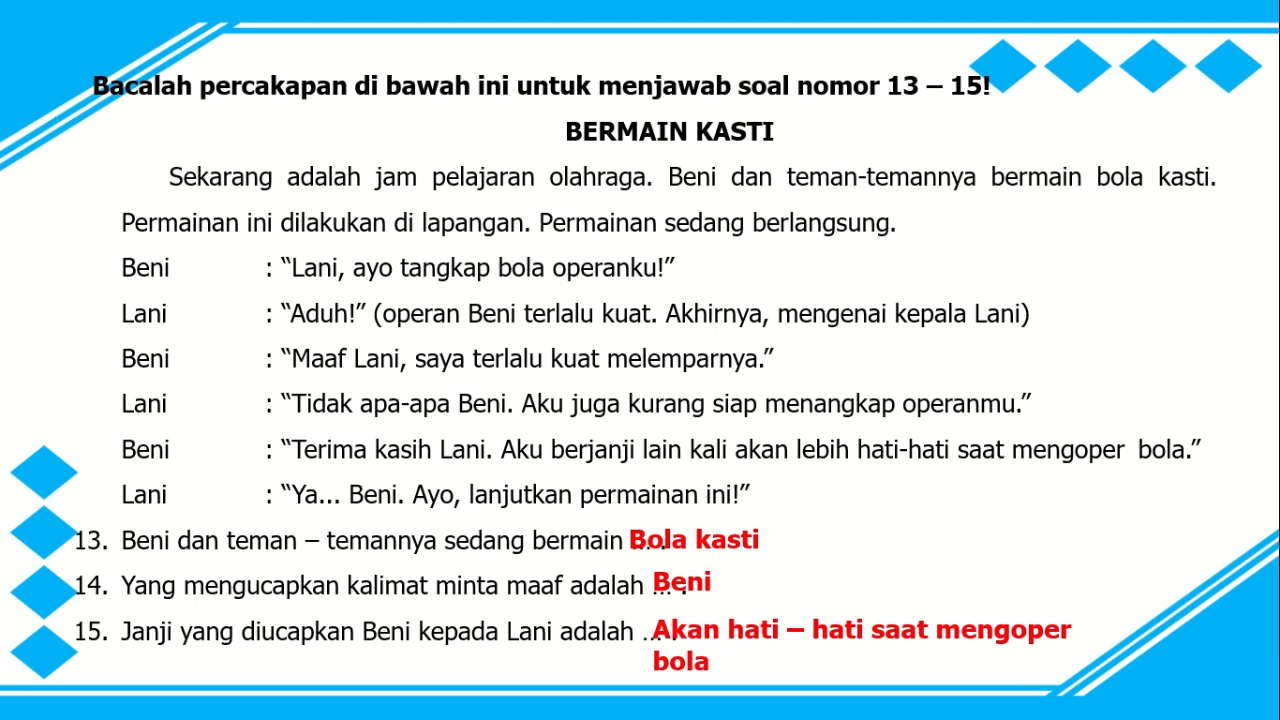 Bacalah percakapan di bawah ini untuk menjawab soal nomor 13 – 15!
BERMAIN KASTI
Sekarang adalah jam pelajaran olahraga. Beni dan teman-temannya bermain bola kasti.
Permainan ini dilakukan di lapangan. Permainan sedang berlangsung.
Beni : “Lani, ayo tangkap bola operanku!”
Lani : “Aduh!” (operan Beni terlalu kuat. Akhirnya, mengenai kepala Lani)
Beni : “Maaf Lani, saya terlalu kuat melemparnya.”
Lani : “Tidak apa-apa Beni. Aku juga kurang siap menangkap operanmu.”
Beni : “Terima kasih Lani. Aku berjanji lain kali akan lebih hati-hati saat mengoper bola.”
Lani : “Ya... Beni. Ayo, lanjutkan permainan ini!”
13. Beni dan teman – temannya sedang bermain ... . Bola kasti
14. Yang mengucapkan kalimat minta maaf adalah ... . Beni
15. Janji yang diucapkan Beni kepada Lani adalah ... . Akan hati – hati saat mengoper
bola